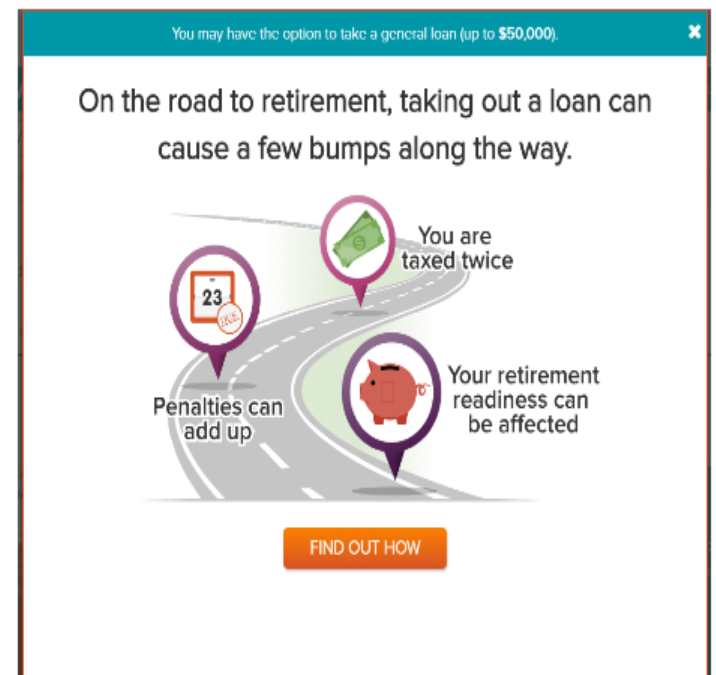 You may have the option to take a general loan (up to $50,000).
On the road to retirement, taking out a loan can
cause a few bumps along the way.
You are
taxed twice
23
DUE
Penalties can
add up
Your retirement
readiness can
be affected
FIND OUT HOW